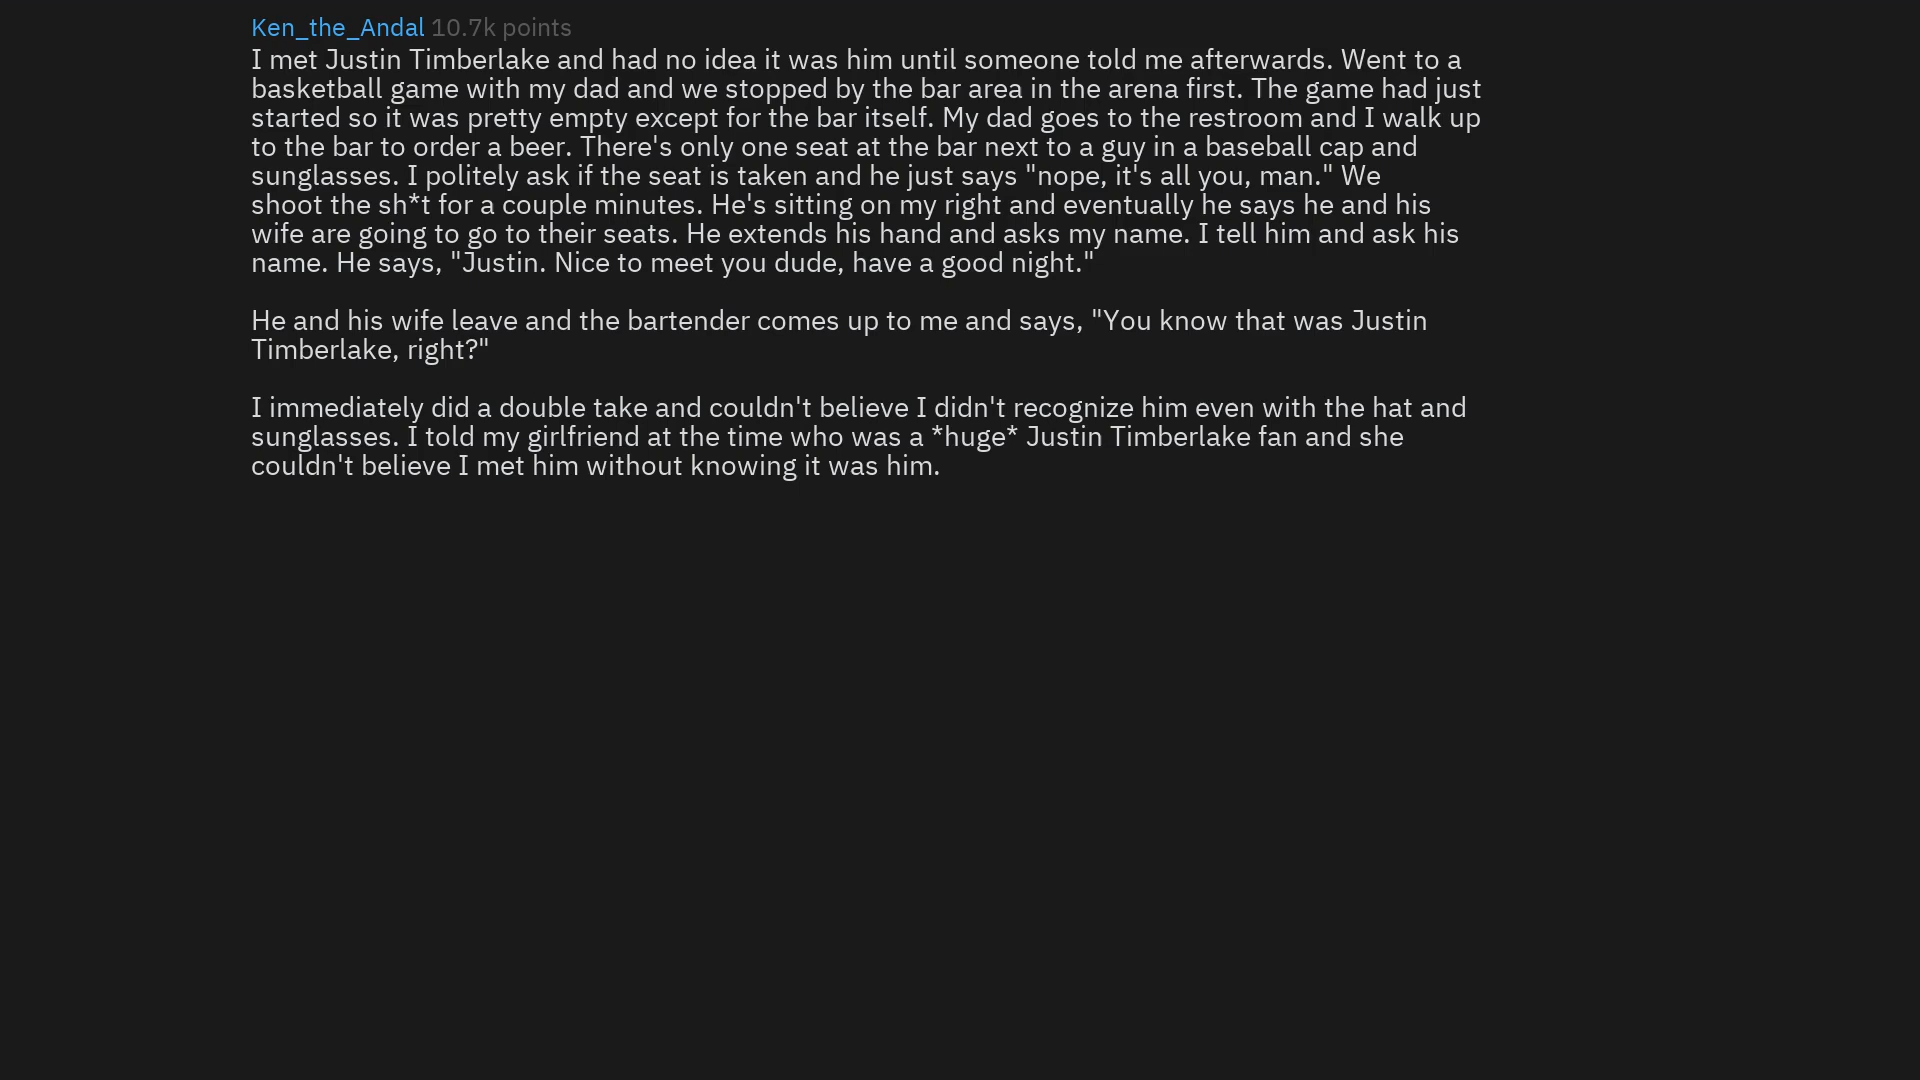 Ken_the_Andal 10.7k points
I met Justin Timberlake and had no idea it was him until someone told me afterwards. Went to a
basketball game with my dad and we stopped by the bar area in the arena first. The game had just
started so it was pretty empty except for the bar itself. My dad goes to the restroom and I walk up
to the bar to order a beer. There's only one seat at the bar next to a guy in a baseball cap and
sunglasses. I politely ask if the seat is taken and he just says "nope, it's all you, man." We
shoot the sh*t for a couple minutes. He's sitting on my right and eventually he says he and his
wife are going to go to their seats. He extends his hand and asks my name. I tell him and ask his
name. He says, "Justin. Nice to meet you dude, have a good night."
He and his wife leave and the bartender comes up to me and says, "You know that was Justin
Timberlake, right?"
I immediately did a double take and couldn't believe I didn't recognize him even with the hat and
sunglasses. I told my girlfriend at the time who was a *huge* Justin Timberlake fan and she
couldn't believe I met him without knowing it was him.